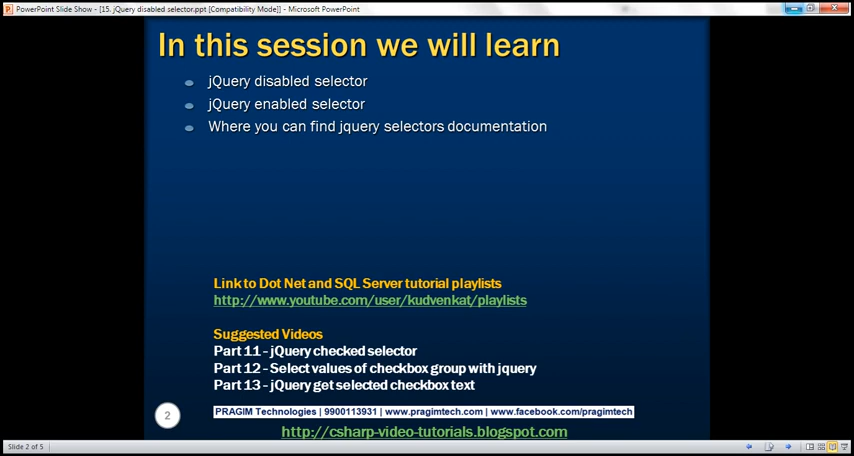 PowerPoint Slide Show - [15. jQuery disabled selector.ppt [Compatibility Mode]] - Microsoft PowerPoint
In this session we will learn
jQuery disabled selector
jQuery enabled selector
Where you can find jquery selectors documentation
Link to Dot Net and SQL Server tutorial playlists
http://www.youtube.com/user/kudvenkat/playlists
Suggested Videos
Part 11 - jQuery checked selector
Part 12 - Select values of checkbox group with jquery
Part 13 - jQuery get selected checkbox text
2
PRAGIM Technologies | 9900113931 | www.pragimtech.com | www.facebook.com/pragimtech
http://csharp-video-tutorials.blogspot.com
Slide 2 of 5